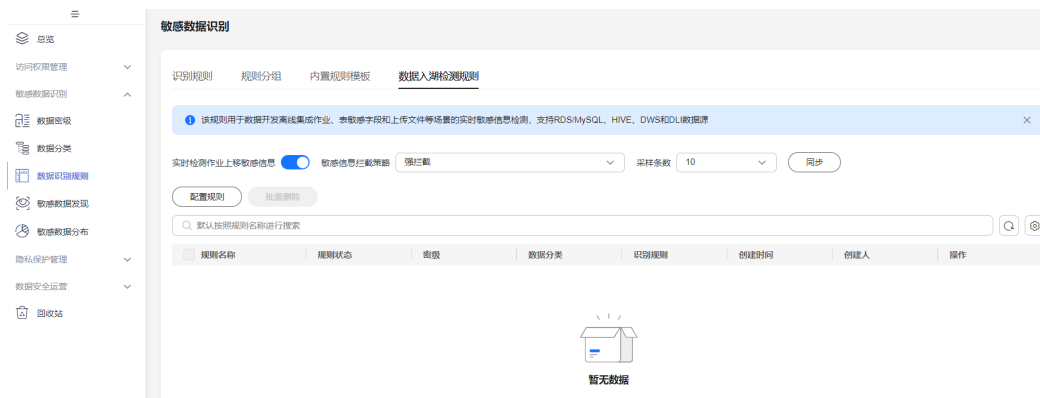 总览
访问权限管理
敏感数据识别
数据密级
数据分类
数据识别规则
敏感数据发现
敏感数据分布
隐私保护管理
数据安全运营
回收站
敏感数据识别
识别规则 规则分组 内置规则模板 数据入湖检测规则
该规则用于数据开发离线集成作业、表敏感字段和上传文件等场景的实时敏感信息检测，支持RDS/MySQL、HIVE、DWS和DLI数据源
实时检测作业上移敏感信息 敏感信息拦截策略 强拦截 采样条数 10 同步
配置规则 批量删除
默认按照规则名称进行搜索
规则名称 规则状态 密级 数据分类 识别规则 创建时间 创建人 操作
暂无数据